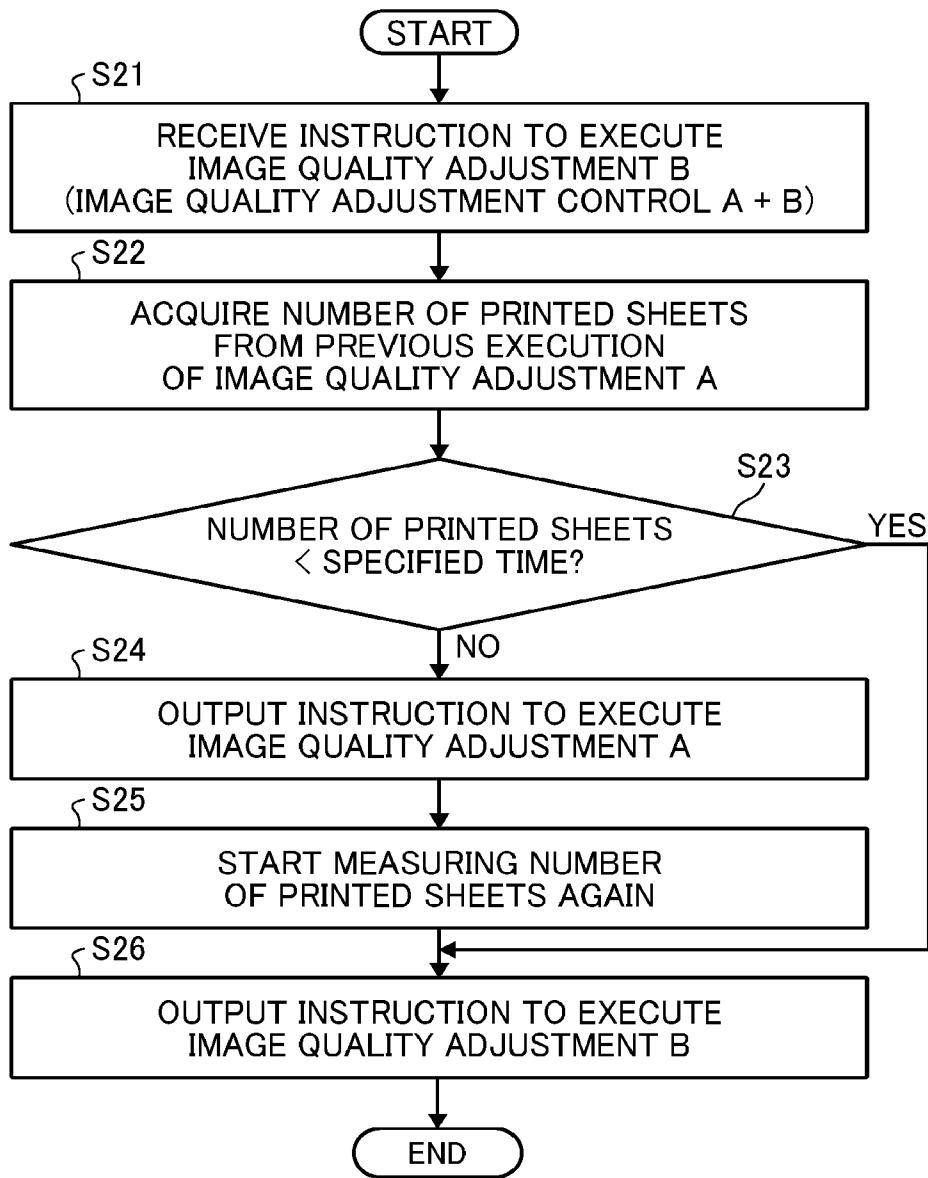 START
S21
RECEIVE INSTRUCTION TO EXECUTE
IMAGE QUALITY ADJUSTMENT B
(IMAGE QUALITY ADJUSTMENT CONTROL A + B)
S22
ACQUIRE NUMBER OF PRINTED SHEETS
FROM PREVIOUS EXECUTION
OF IMAGE QUALITY ADJUSTMENT A
S23
NUMBER OF PRINTED SHEETS
< SPECIFIED TIME?
YES
NO
S24
OUTPUT INSTRUCTION TO EXECUTE
IMAGE QUALITY ADJUSTMENT A
S25
START MEASURING NUMBER
OF PRINTED SHEETS AGAIN
S26
OUTPUT INSTRUCTION TO EXECUTE
IMAGE QUALITY ADJUSTMENT B
END